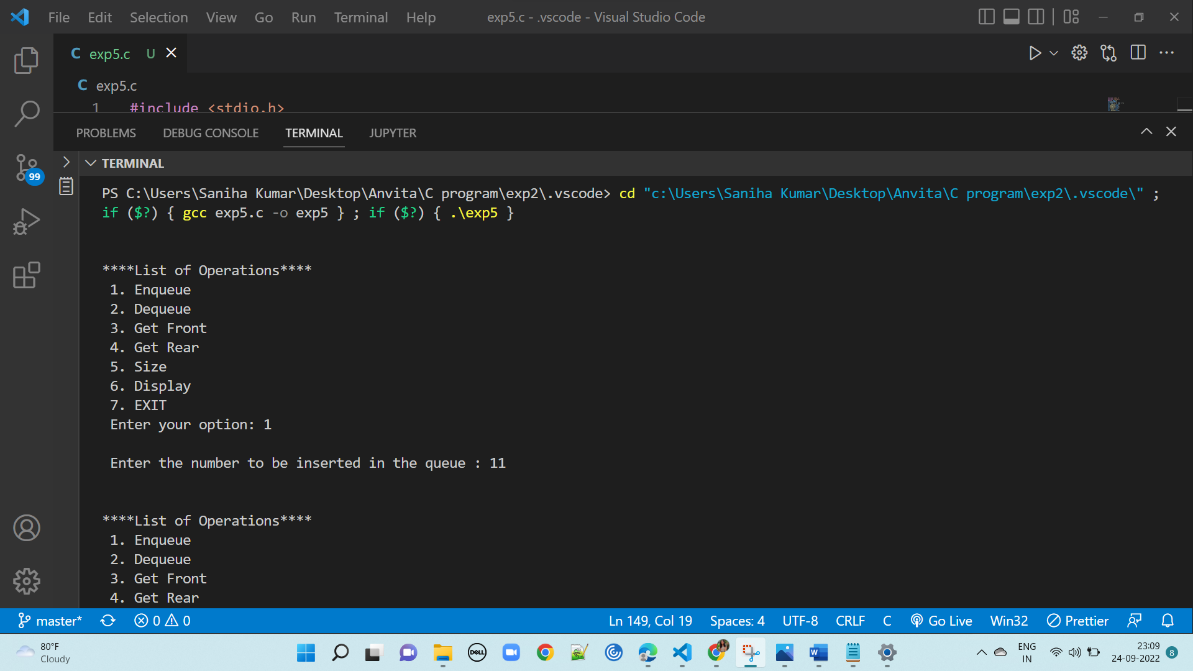 File Edit Selection View Go Run Terminal Help exp5.c - .vscode - Visual Studio Code
C exp5.c U
C exp5.c
1 #include <stdio.h>
PROBLEMS DEBUG CONSOLE TERMINAL JUPYTER
TERMINAL
PS C:\Users\Saniha Kumar\Desktop\Anvita\C program\exp2\.vscode> cd "c:\Users\Saniha Kumar\Desktop\Anvita\C program\exp2\.vscode\" ;
if ($?) { gcc exp5.c -o exp5 } ; if ($?) { .\exp5 }
****List of Operations****
1. Enqueue
2. Dequeue
3. Get Front
4. Get Rear
5. Size
6. Display
7. EXIT
Enter your option: 1
Enter the number to be inserted in the queue : 11
****List of Operations****
1. Enqueue
2. Dequeue
3. Get Front
4. Get Rear
99
master* 0 0 Ln 149, Col 19 Spaces: 4 UTF-8 CRLF C Go Live Win32 Prettier
80°F
Cloudy
DELL
W
ENG
IN
23:09
24-09-2022
8